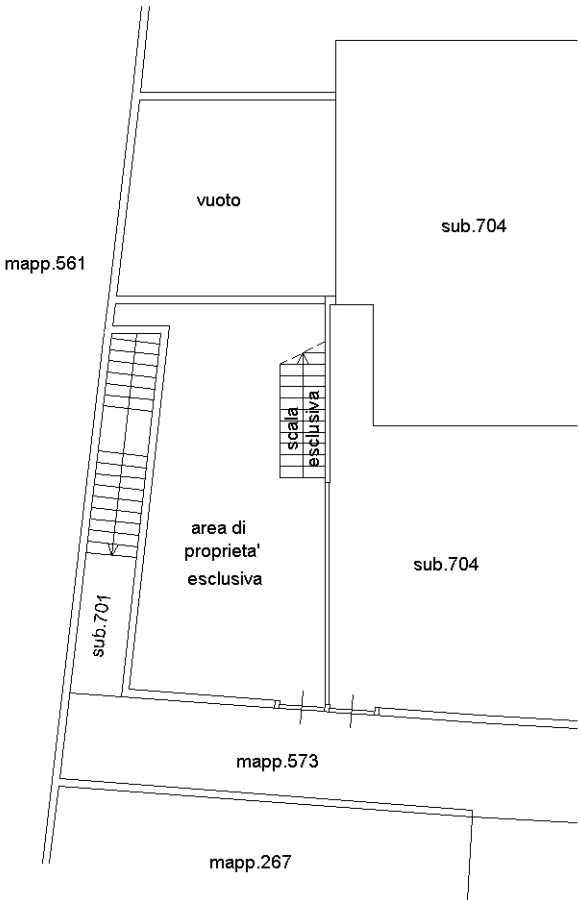 vuoto
sub.704
mapp.561
scala
esclusiva
area di
proprieta'
esclusiva
sub.704
sub.701
mapp.573
mapp.267